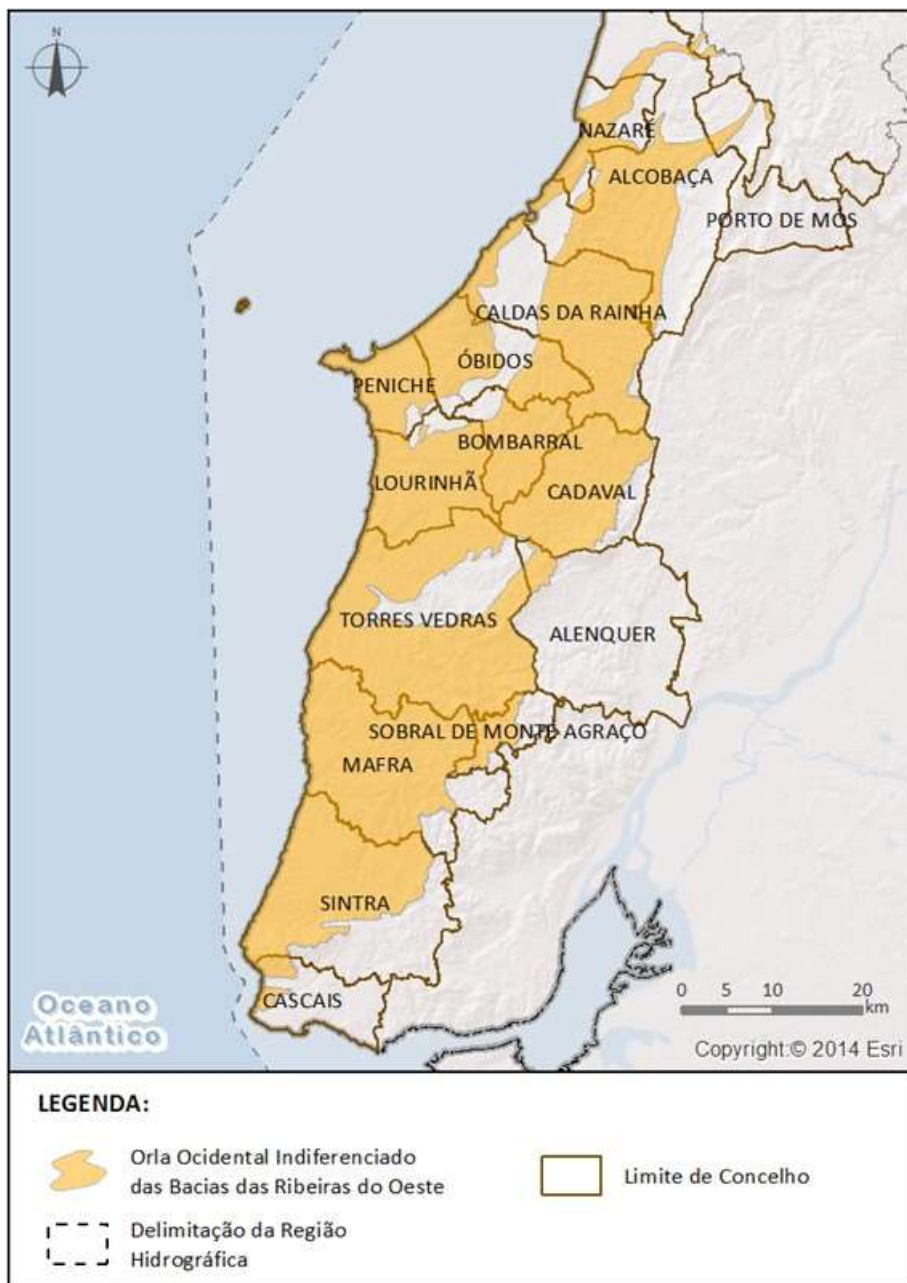 N
NAZARÉ
ALCOBAÇA
PORTO DE MÓS
CALDAS DA RAINHA
ÓBIDOS
PENICHE
BOMBARRAL
LOURINHÃ
CADAVAL
TORRES VEDRAS
ALENQUER
SOBRAL DE MONTE AGRAÇO
MAFRA
SINTRA
CASCAIS
Oceano
Atlântico
0 5 10 20
km
Copyright:© 2014 Esri
LEGENDA:
Orla Ocidental Indiferenciado
das Bacias das Ribeiras do Oeste
Limite de Concelho
Delimitação da Região
Hidrográfica